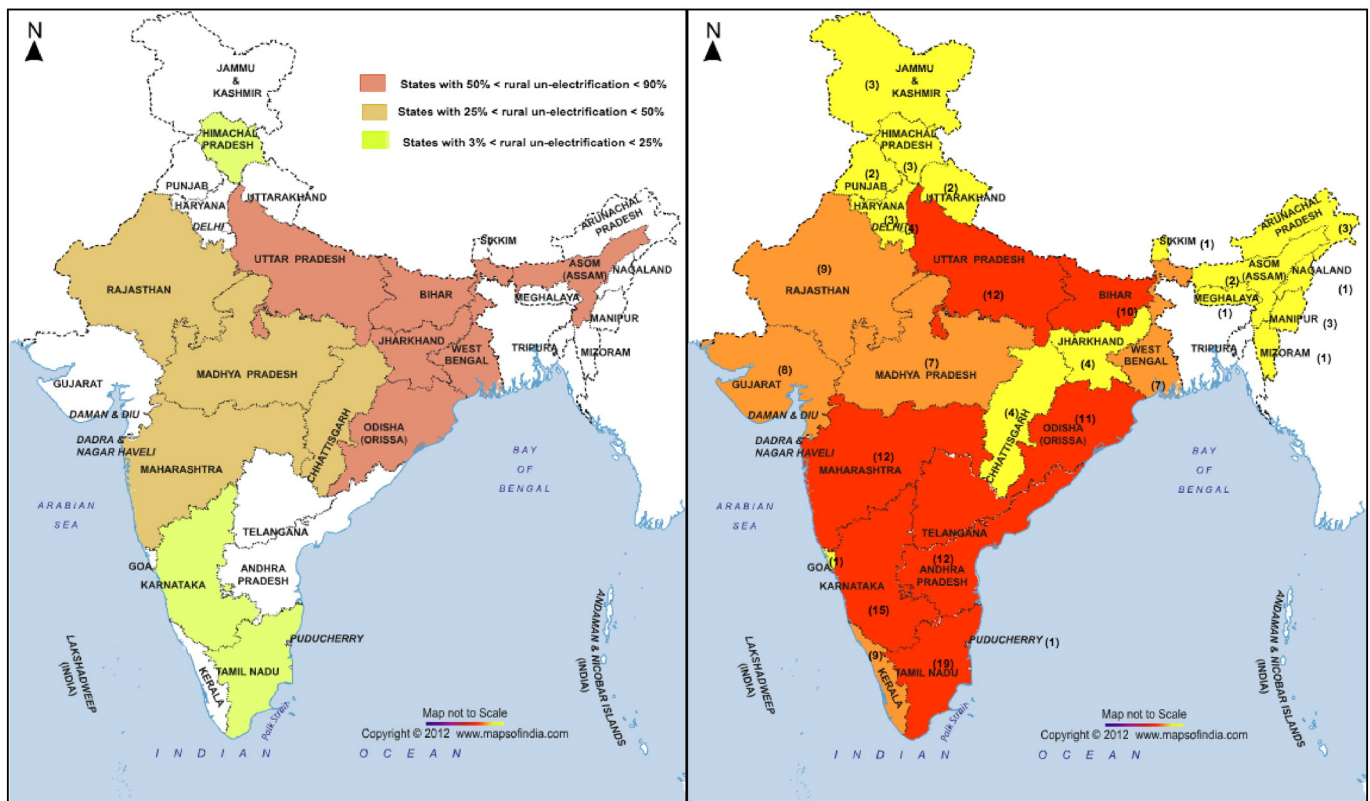 N
JAMMU
&
KASHMIR
States with 50% < rural un-electrification < 90%
States with 25% < rural un-electrification < 50%
States with 3% < rural un-electrification < 25%
HIMACHAL
PRADESH
PUNJAB
UTTARAKHAND
HARYANA
DELHI
ARUNACHAL
PRADESH
SIKKIM
UTTAR PRADESH
ASOM
(ASSAM)
NAGALAND
RAJASTHAN
BIHAR
MEGHALAYA
MANIPUR
JHARKHAND
WEST
BENGAL
TRIPURA
MIZORAM
MADHYA PRADESH
GUJARAT
DAMAN & DIU
CHHATTISGARH
ODISHA
(ORISSA)
DADRA &
NAGAR HAVELI
MAHARASHTRA
BAY
OF
BENGAL
ARABIAN
SEA
TELANGANA
GOA
KARNATAKA
ANDHRA
PRADESH
PUDUCHERRY
LAKSHADWEEP
(INDIA)
KERALA
TAMIL NADU
ANDAMAN & NICOBAR ISLANDS
(INDIA)
Palk Strait
Map not to Scale
Copyright © 2012 www.mapsofindia.com
INDIAN OCEAN
N
JAMMU
&
(3) KASHMIR
HIMACHAL
PRADESH
(3)
(2)
PUNJAB
(2)
UTTARAKHAND
HARYANA
(3)
DELHI (4)
ARUNACHAL
PRADESH
(3)
SIKKIM (1)
UTTAR PRADESH
(12)
ASOM
(ASSAM)
(2)
NAGALAND
(1)
(9)
RAJASTHAN
BIHAR
(10)
MEGHALAYA
(1)
MANIPUR
(3)
JHARKHAND
(4)
WEST
BENGAL
(7)
TRIPURA
MIZORAM (1)
(7)
MADHYA PRADESH
(8)
GUJARAT
DAMAN & DIU
(4)
CHHATTISGARH
(11)
ODISHA
(ORISSA)
DADRA &
NAGAR HAVELI
(12)
MAHARASHTRA
BAY
OF
BENGAL
ARABIAN
SEA
TELANGANA
GOA (1)
KARNATAKA
(15)
(12)
ANDHRA
PRADESH
PUDUCHERRY (1)
LAKSHADWEEP
(INDIA)
(9)
KERALA
(19)
TAMIL NADU
ANDAMAN & NICOBAR ISLANDS
(INDIA)
Palk Strait
Map not to Scale
Copyright © 2012 www.mapsofindia.com
INDIAN OCEAN